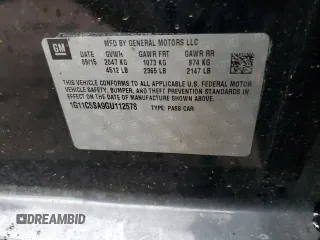 GM
MFD BY GENERAL MOTORS LLC
DATE GVWR GAWR FRT GAWR RR
09/15 2047 KG 1073 KG 974 KG
4512 LB 2365 LB 2147 LB
THIS VEHICLE CONFORMS TO ALL APPLICABLE U.S. FEDERAL MOTOR
VEHICLE SAFETY, BUMPER, AND THEFT PREVENTION STANDARDS
IN EFFECT ON THE DATE OF MANUFACTURE SHOWN ABOVE.
1G11C5SA9GU112578 TYPE: PASS CAR
DREAMBID